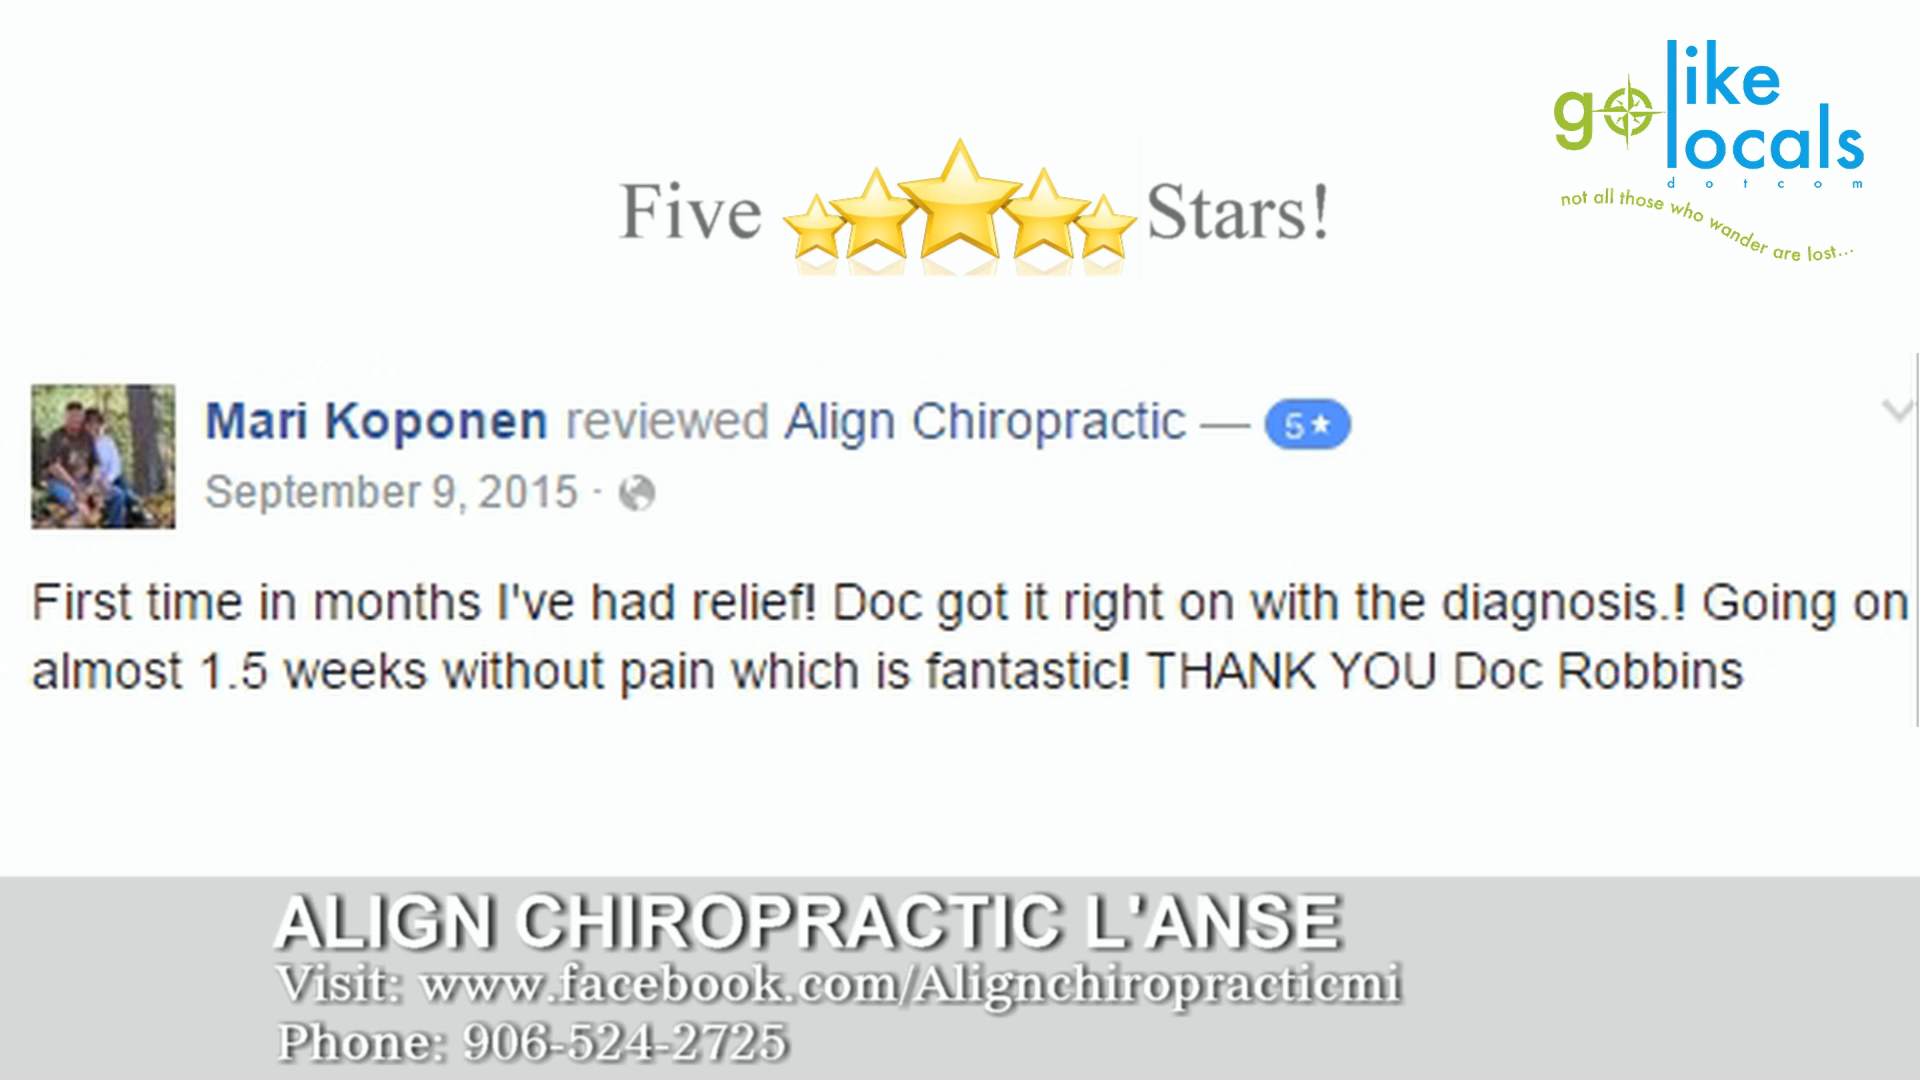 go like
locals
dotcom
not all those who wander are lost...
Five Stars!
Mari Koponen reviewed Align Chiropractic — 5★
September 9, 2015 ·
First time in months I've had relief! Doc got it right on with the diagnosis.! Going on
almost 1.5 weeks without pain which is fantastic! THANK YOU Doc Robbins
ALIGN CHIROPRACTIC L'ANSE
Visit: www.facebook.com/Alignchiropracticmi
Phone: 906-524-2725